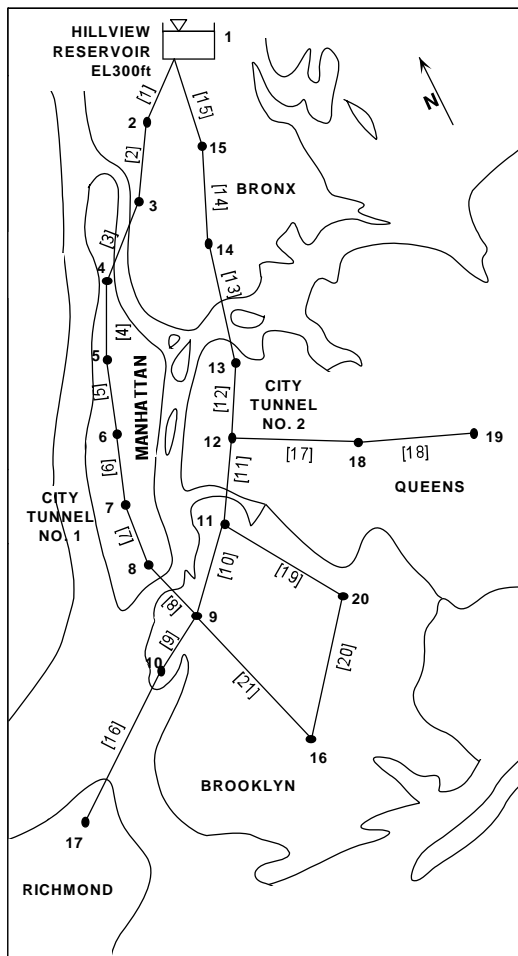 HILLVIEW
RESERVOIR
EL300ft
1
[1]
[15]
2
15
[2]
BRONX
N
3
[14]
14
[3]
4
[13]
[4]
5
13
[5]
MANHATTAN
[12]
CITY
TUNNEL
NO. 2
6
12
19
[6]
[17]
18
[18]
[11]
QUEENS
CITY
TUNNEL
NO. 1
7
11
[7]
8
[10]
[19]
20
[8]
9
[9]
10
[20]
[21]
[16]
16
BROOKLYN
17
RICHMOND